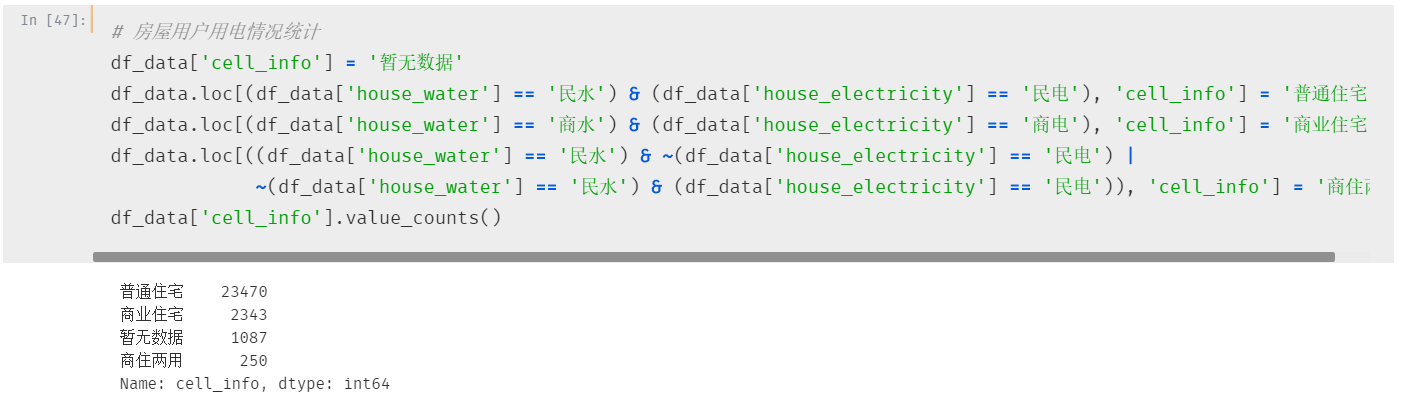 In [47]:
# 房屋用户用电情况统计
df_data['cell_info'] = '暂无数据'
df_data.loc[(df_data['house_water'] == '民水') & (df_data['house_electricity'] == '民电'), 'cell_info'] = '普通住宅
df_data.loc[(df_data['house_water'] == '商水') & (df_data['house_electricity'] == '商电'), 'cell_info'] = '商业住宅
df_data.loc[((df_data['house_water'] == '民水') & ~(df_data['house_electricity'] == '民电') |
~(df_data['house_water'] == '民水') & (df_data['house_electricity'] == '民电')), 'cell_info'] = '商住
df_data['cell_info'].value_counts()
普通住宅 23470
商业住宅 2343
暂无数据 1087
商住两用 250
Name: cell_info, dtype: int64